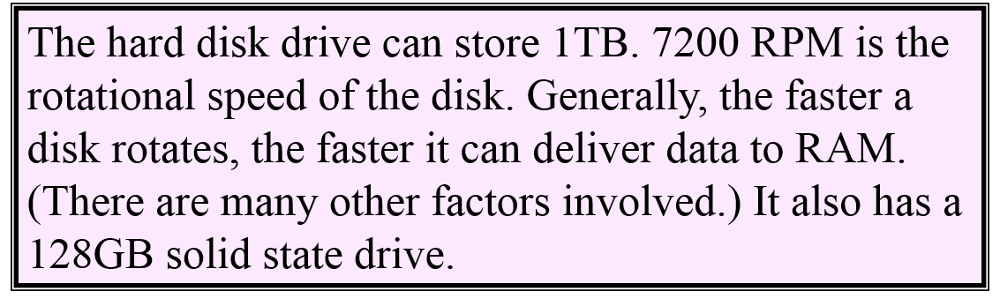 The hard disk drive can store 1TB. 7200 RPM is the
rotational speed of the disk. Generally, the faster a
disk rotates, the faster it can deliver data to RAM.
(There are many other factors involved.) It also has a
128GB solid state drive.